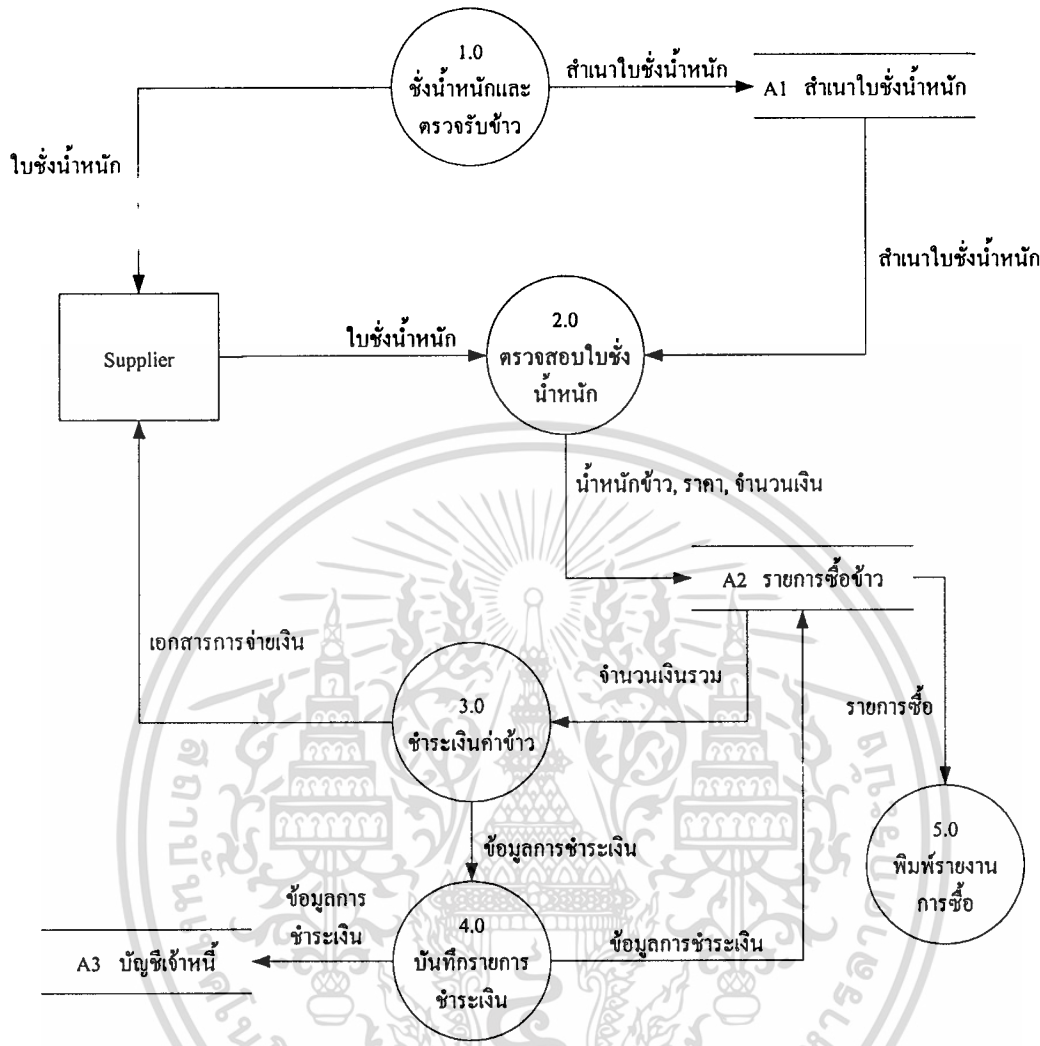 1.0
ชั่งน้ำหนักและ
ตรวจรับข้าว
สำเนาใบชั่งน้ำหนัก
A1 สำเนาใบชั่งน้ำหนัก
ใบชั่งน้ำหนัก
สำเนาใบชั่งน้ำหนัก
Supplier
ใบชั่งน้ำหนัก
2.0
ตรวจสอบใบชั่ง
น้ำหนัก
น้ำหนักข้าว, ราคา, จำนวนเงิน
A2 รายการซื้อข้าว
เอกสารการจ่ายเงิน
จำนวนเงินรวม
3.0
ชำระเงินค่าข้าว
รายการซื้อ
ข้อมูลการชำระเงิน
5.0
พิมพ์รายงาน
การซื้อ
ข้อมูลการ
ชำระเงิน
4.0
บันทึกรายการ
ชำระเงิน
ข้อมูลการชำระเงิน
A3 บัญชีเจ้าหนี้